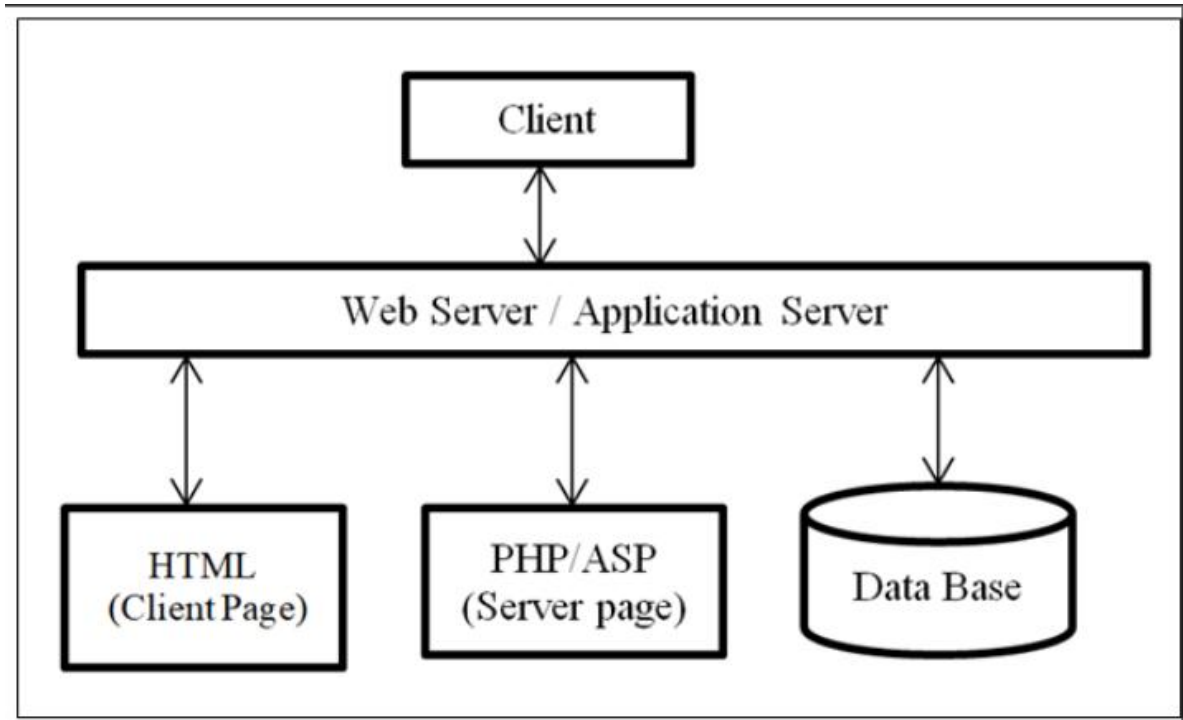 Client
Web Server / Application Server
HTML
(Client Page)
PHP/ASP
(Server page)
Data Base